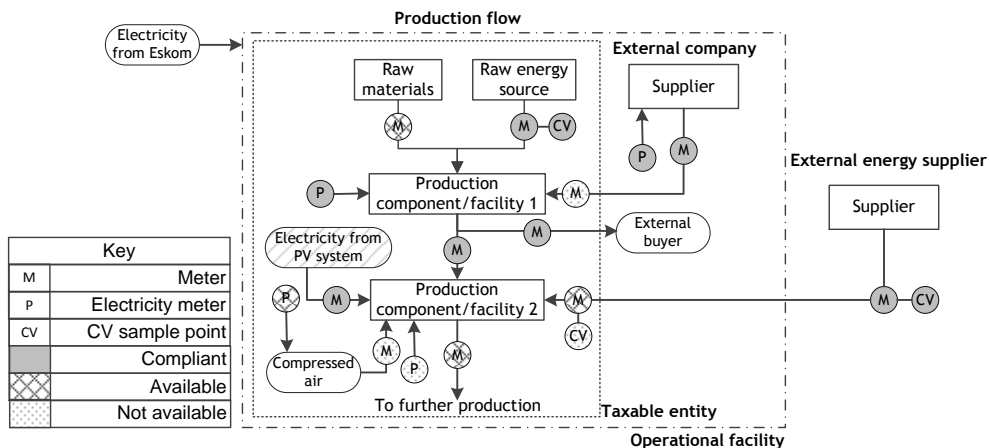 Production flow
Electricity
from Eskom
External company
Raw
materials
Raw energy
source
Supplier
M
M
CV
P
M
External energy supplier
P
Production
component/facility 1
M
Supplier
Electricity from
PV system
M
M
External
buyer
Key
M Meter
P Electricity meter
CV CV sample point
Compliant
Available
Not available
P
M
Production
component/facility 2
M
CV
M
CV
Compressed
air
M
P
M
To further production
Taxable entity
Operational facility